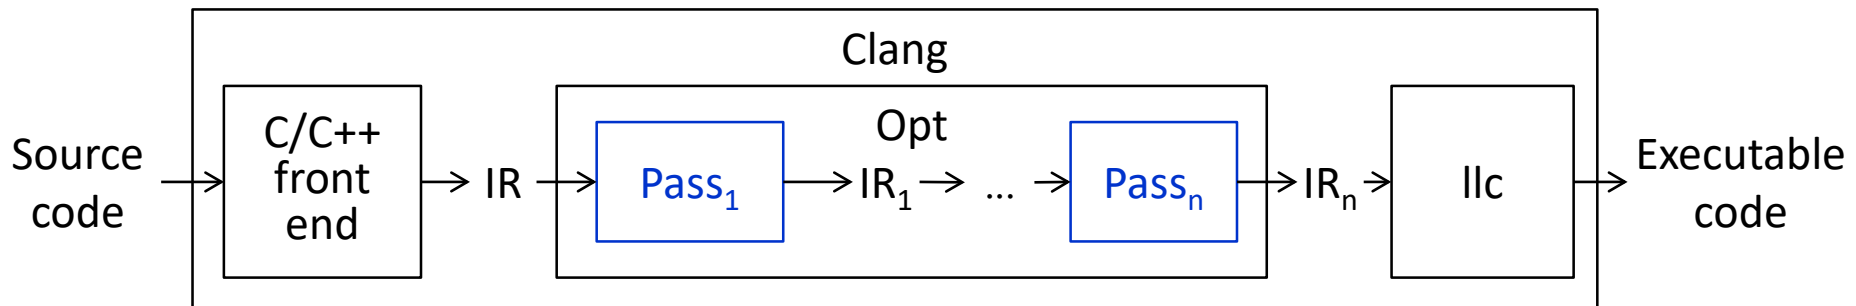 Clang
Source
code
C/C++
front
end
IR
Opt
Pass₁
IR₁
...
Passₙ
IRₙ
llc
Executable
code